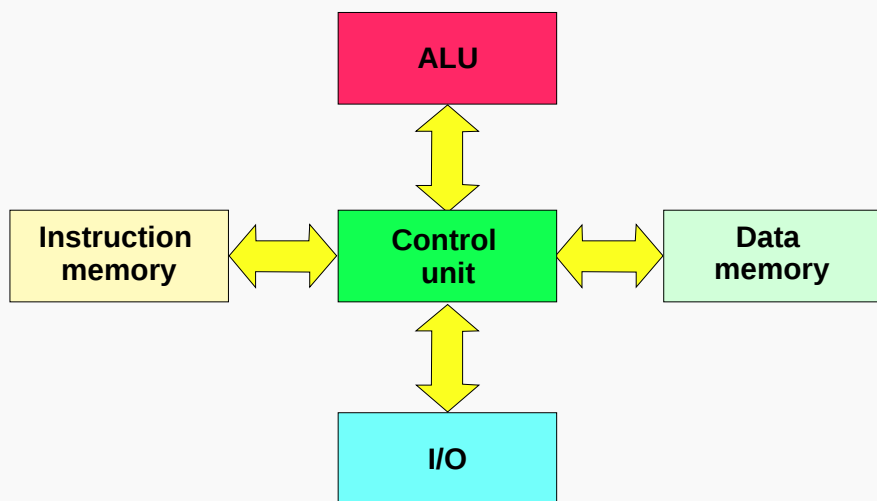 ALU
Instruction
memory
Control
unit
Data
memory
I/O